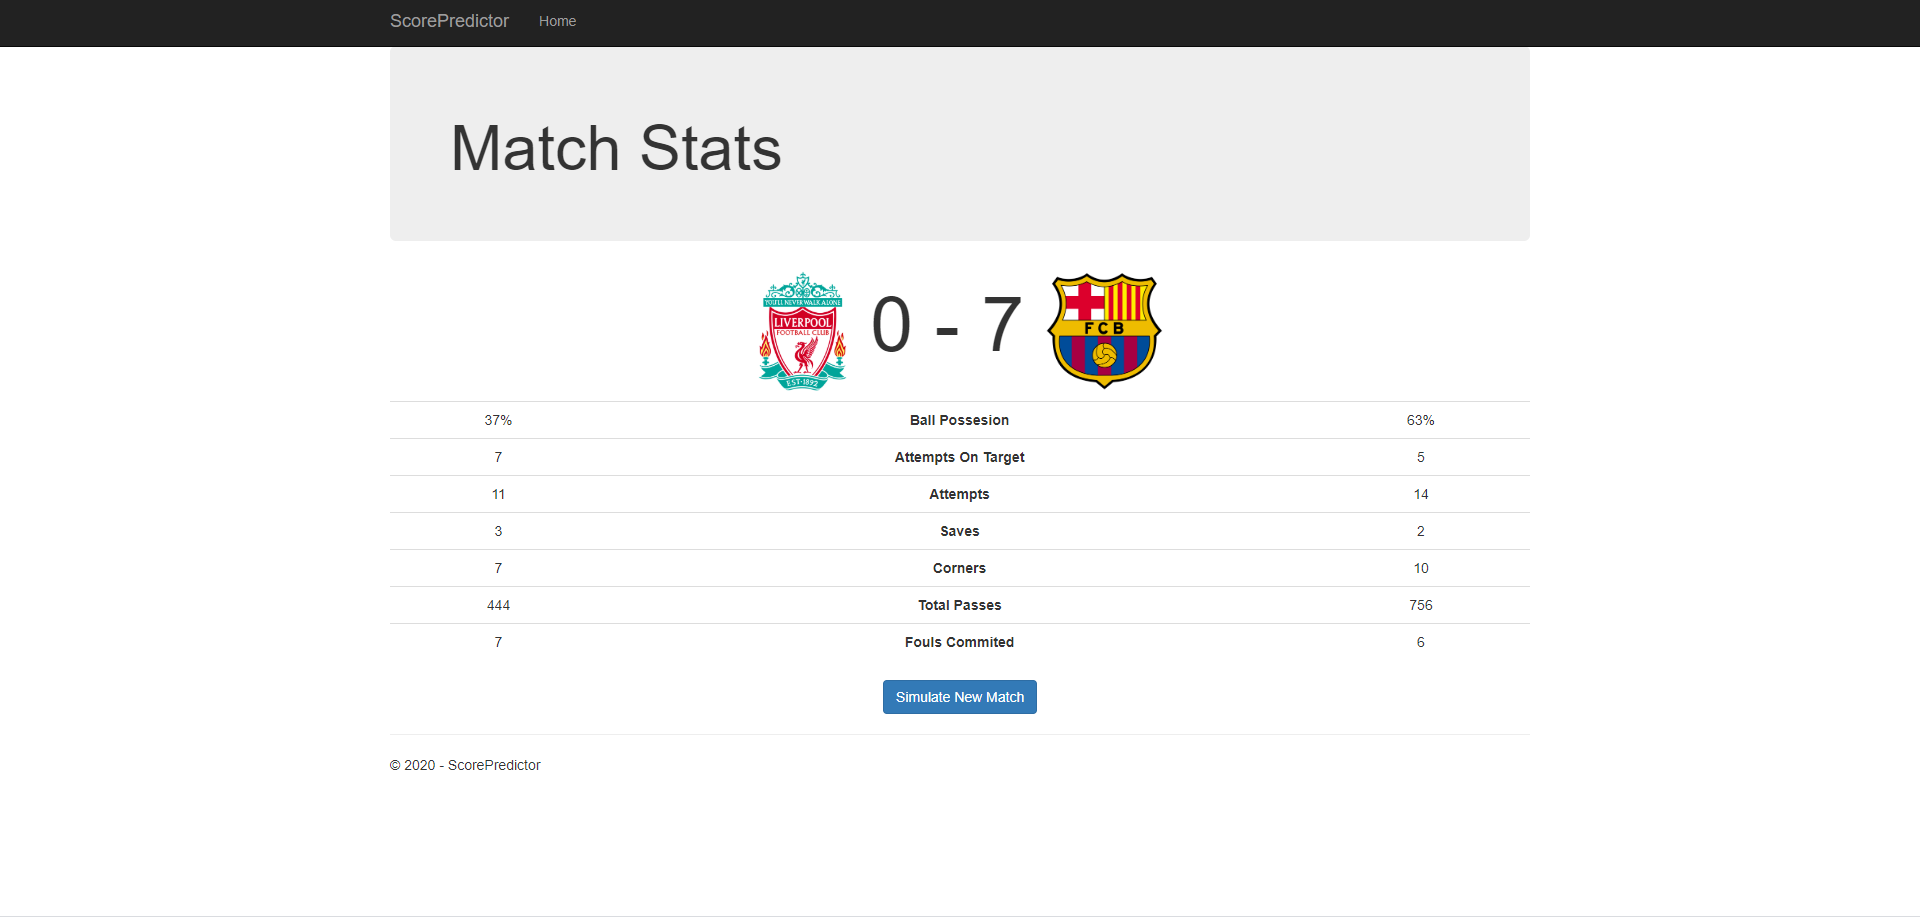 ScorePredictor Home
Match Stats
YOU'LL NEVER WALK ALONE
LIVERPOOL
FOOTBALL CLUB
EST·1892
0 - 7
FCB
37% Ball Possesion 63%
7 Attempts On Target 5
11 Attempts 14
3 Saves 2
7 Corners 10
444 Total Passes 756
7 Fouls Commited 6
Simulate New Match
© 2020 - ScorePredictor